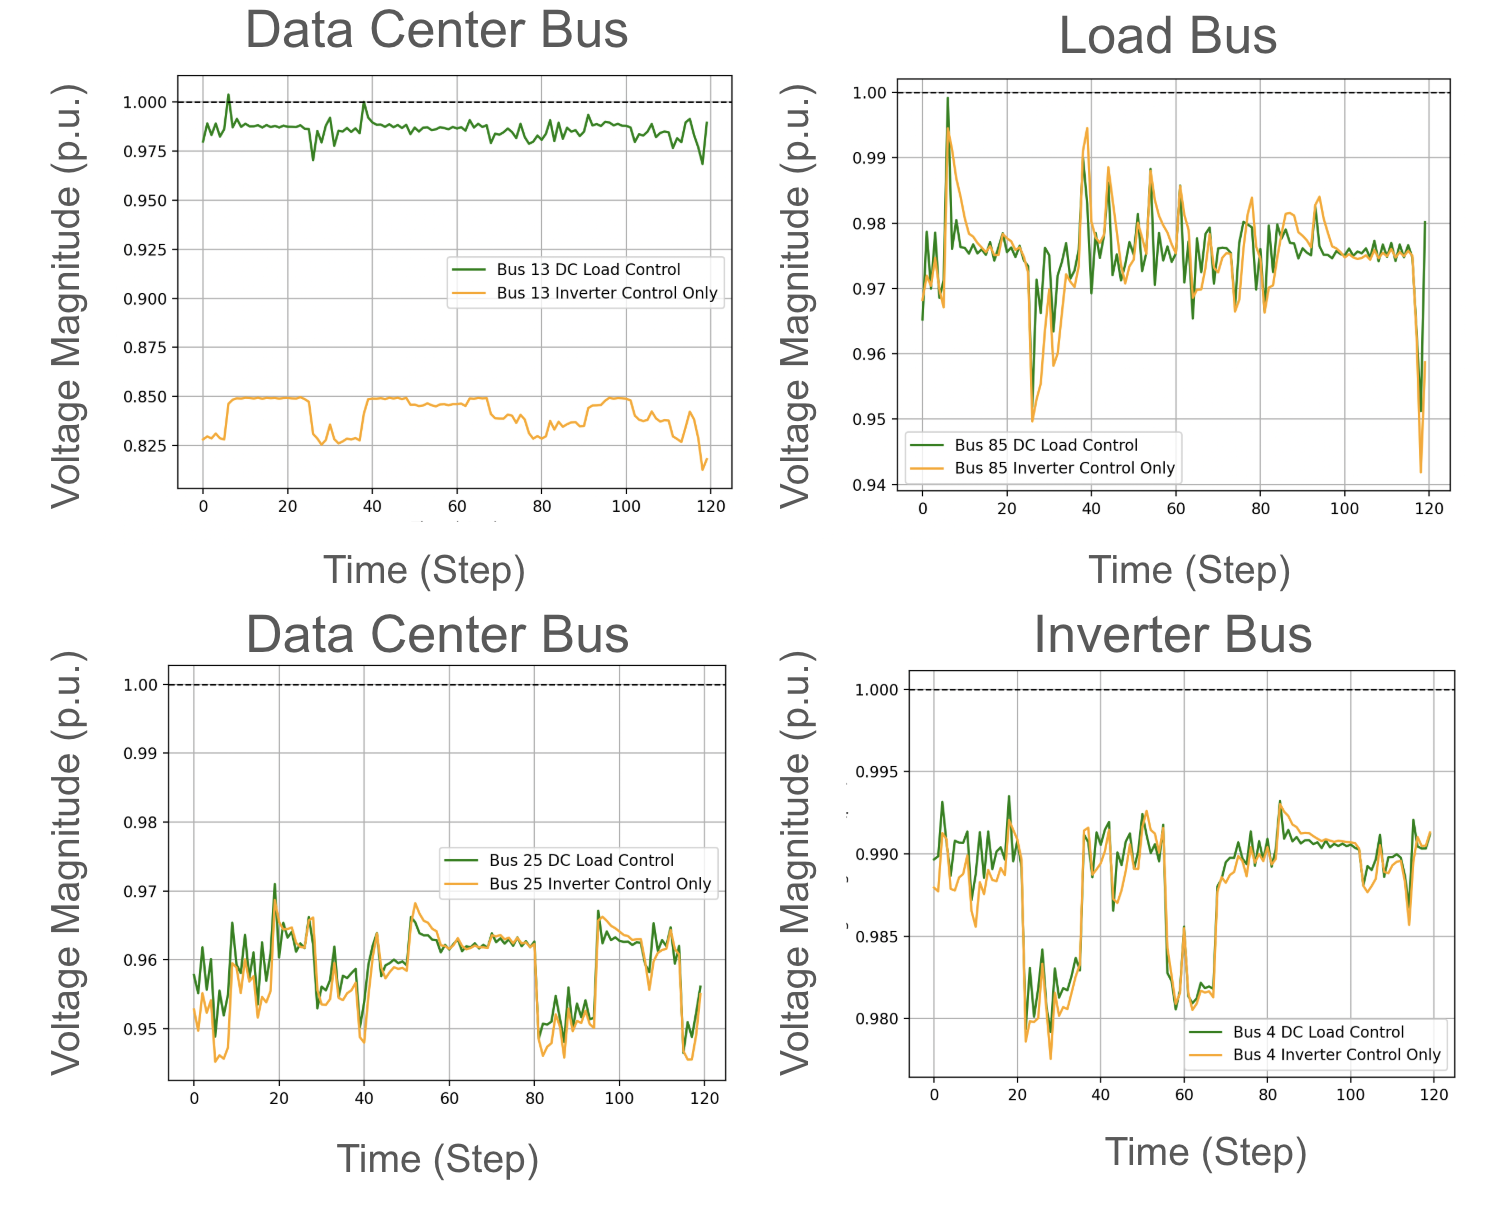 Data Center Bus
Voltage Magnitude (p.u.)
1.000
0.975
0.950
0.925
0.900
0.875
0.850
0.825
Bus 13 DC Load Control
Bus 13 Inverter Control Only
0 20 40 60 80 100 120
Time (Step)
Load Bus
Voltage Magnitude (p.u.)
1.00
0.99
0.98
0.97
0.96
0.95
0.94
Bus 85 DC Load Control
Bus 85 Inverter Control Only
0 20 40 60 80 100 120
Time (Step)
Data Center Bus
Voltage Magnitude (p.u.)
1.00
0.99
0.98
0.97
0.96
0.95
Bus 25 DC Load Control
Bus 25 Inverter Control Only
0 20 40 60 80 100 120
Time (Step)
Inverter Bus
Voltage Magnitude (p.u.)
1.000
0.995
0.990
0.985
0.980
Bus 4 DC Load Control
Bus 4 Inverter Control Only
0 20 40 60 80 100 120
Time (Step)